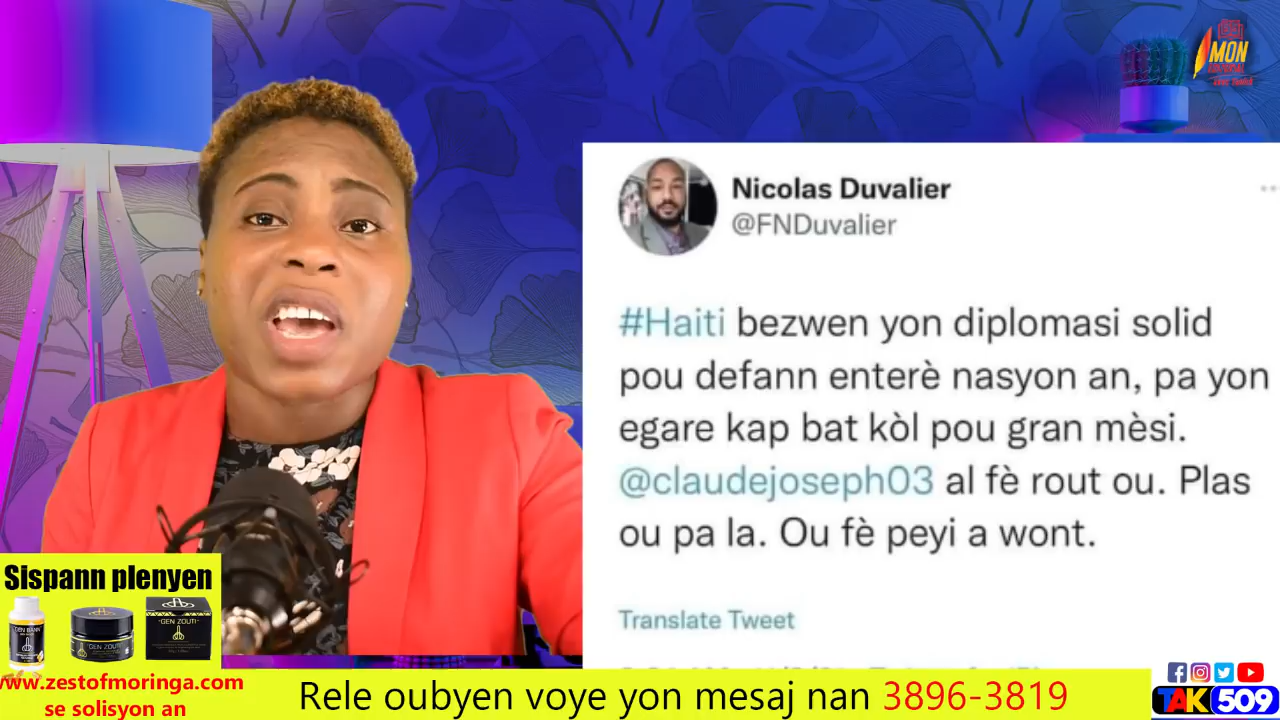 MON
Nicolas Duvalier
@FNDuvalier
#Haiti bezwen yon diplomasi solid
pou defann enterè nasyon an, pa yon
egare kap bat kòl pou gran mèsi.
@claudejoseph03 al fè rout ou. Plas
ou pa la. Ou fè peyi a wont.
Translate Tweet
Sispann plenyen
GEN BANN
GEN ZOUTI
"GEN ZOUTI"
www.zestofmoringa.com
se solisyon an
Rele oubyen voye yon mesaj nan 3896-3819
TAK 509